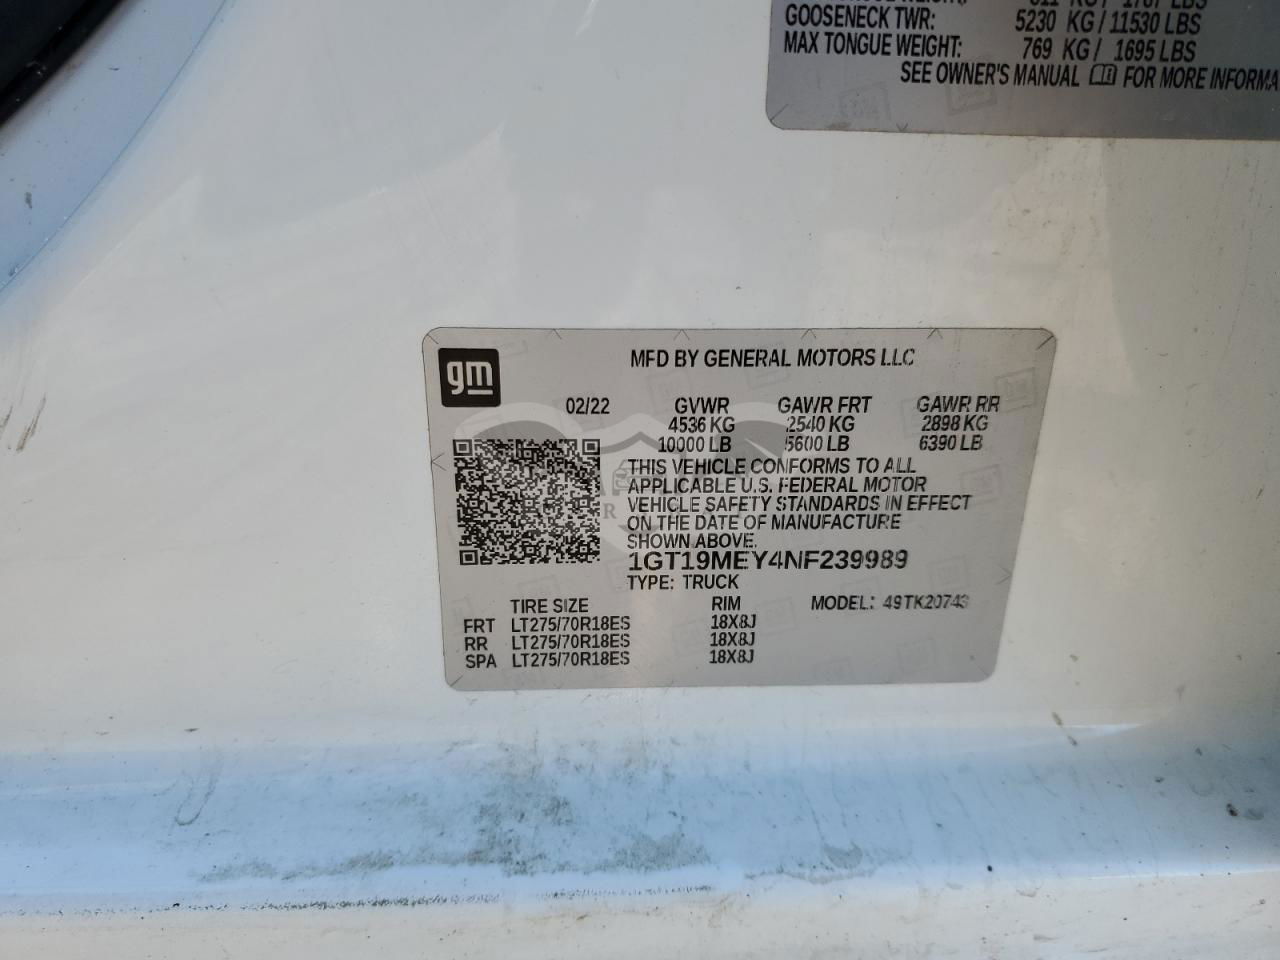 811 KG / 1787 LBS
GOOSENECK TWR: 5230 KG / 11530 LBS
MAX TONGUE WEIGHT: 769 KG / 1695 LBS
SEE OWNER'S MANUAL FOR MORE INFORMA
gm
MFD BY GENERAL MOTORS LLC
02/22 GVWR GAWR FRT GAWR RR
4536 KG 2540 KG 2898 KG
10000 LB 5600 LB 6390 LB
THIS VEHICLE CONFORMS TO ALL
APPLICABLE U.S. FEDERAL MOTOR
VEHICLE SAFETY STANDARDS IN EFFECT
ON THE DATE OF MANUFACTURE
SHOWN ABOVE.
1GT19MEY4NF239989
TYPE: TRUCK
TIRE SIZE RIM MODEL: 49TK20743
FRT LT275/70R18ES 18X8J
RR LT275/70R18ES 18X8J
SPA LT275/70R18ES 18X8J